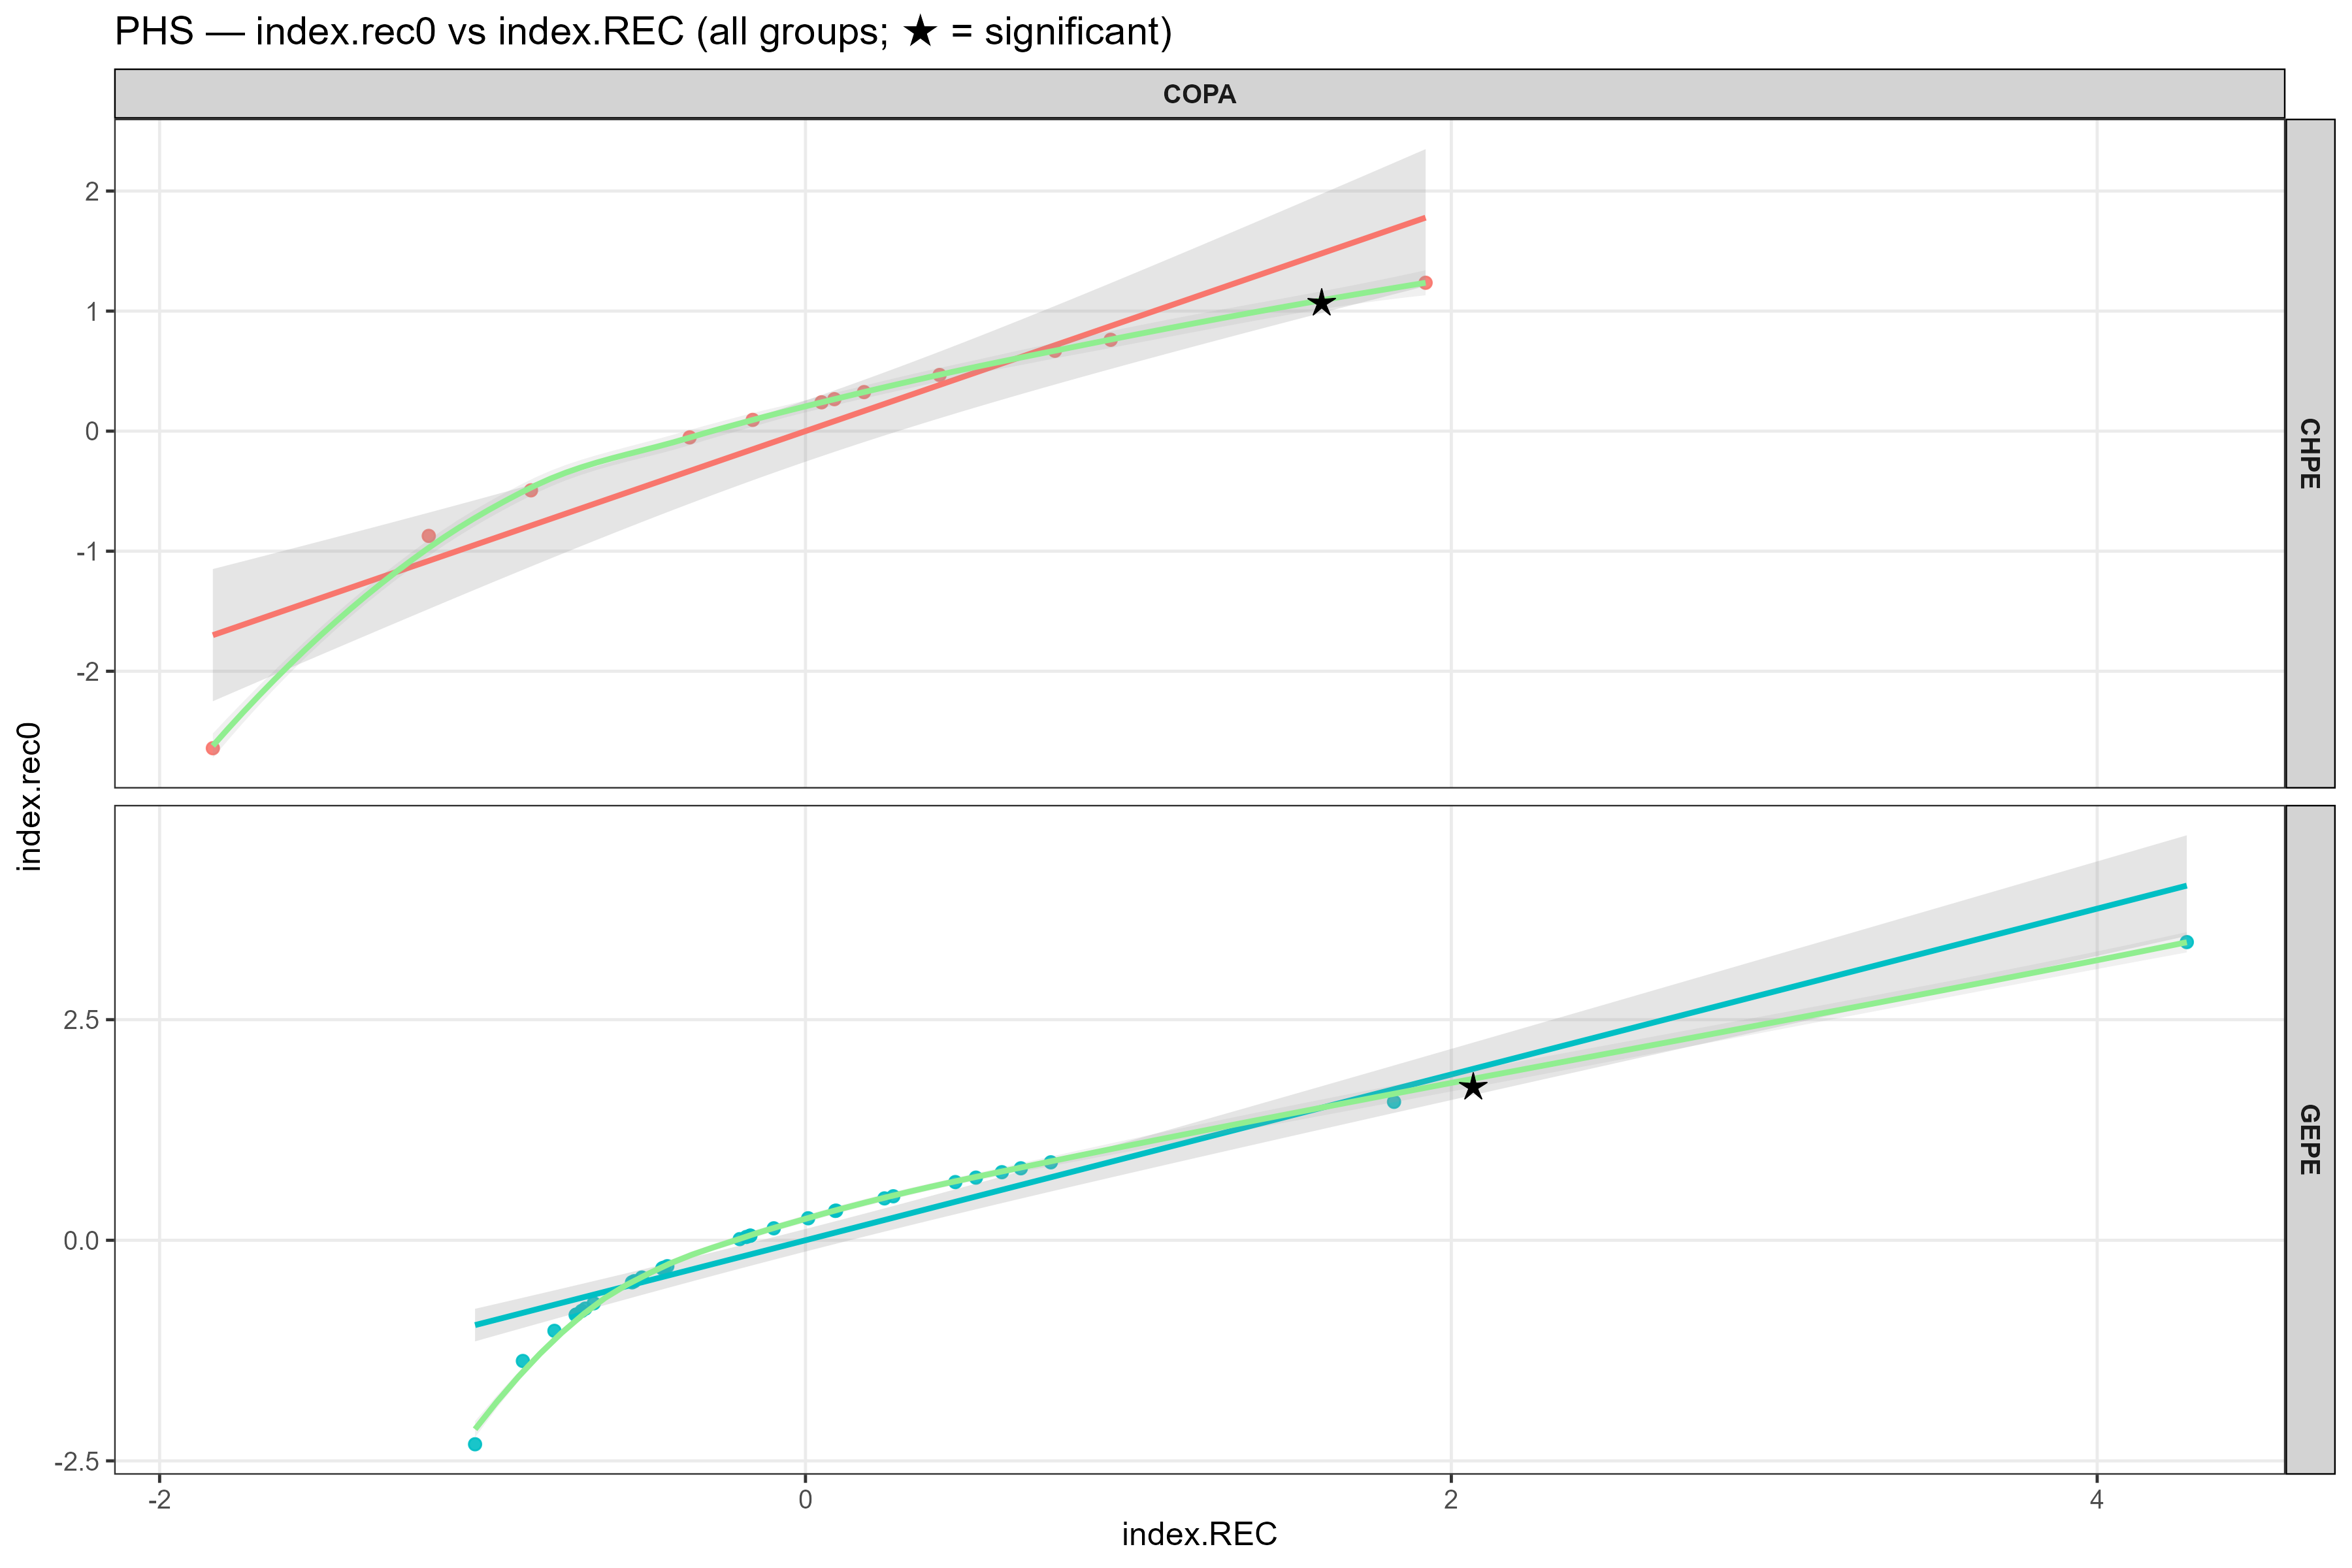 PHS — index.rec0 vs index.REC (all groups; ★ = significant)
COPA
2
1
0
-1
-2
CHPE
index.rec0
2.5
0.0
-2.5
GEPE
-2
0
2
4
index.REC